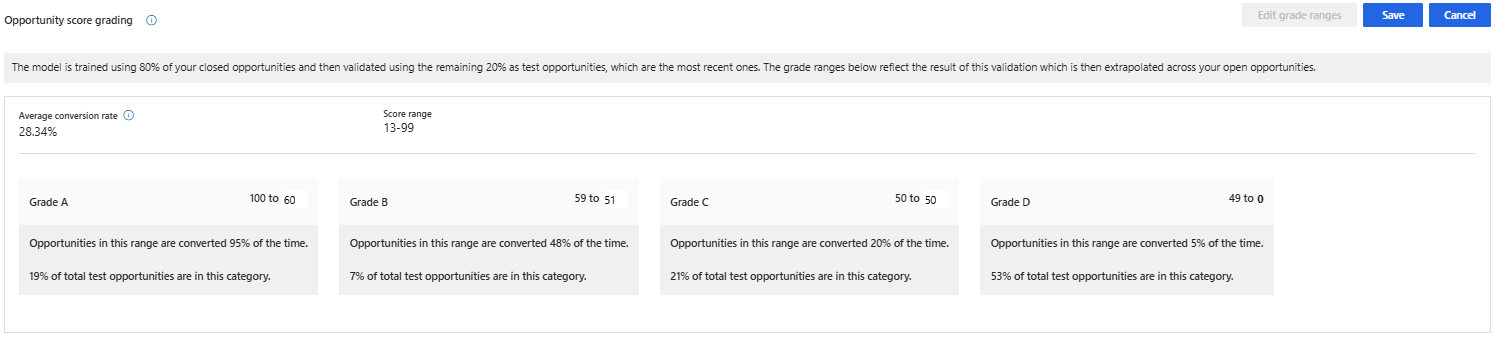 Opportunity score grading
Edit grade ranges
Save
Cancel
The model is trained using 80% of your closed opportunities and then validated using the remaining 20% as test opportunities, which are the most recent ones. The grade ranges below reflect the result of this validation which is then extrapolated across your open opportunities.
Average conversion rate
28.34%
Score range
13-99
Grade A 100 to 60
Opportunities in this range are converted 95% of the time.
19% of total test opportunities are in this category.
Grade B 59 to 51
Opportunities in this range are converted 48% of the time.
7% of total test opportunities are in this category.
Grade C 50 to 50
Opportunities in this range are converted 20% of the time.
21% of total test opportunities are in this category.
Grade D 49 to 0
Opportunities in this range are converted 5% of the time.
53% of total test opportunities are in this category.